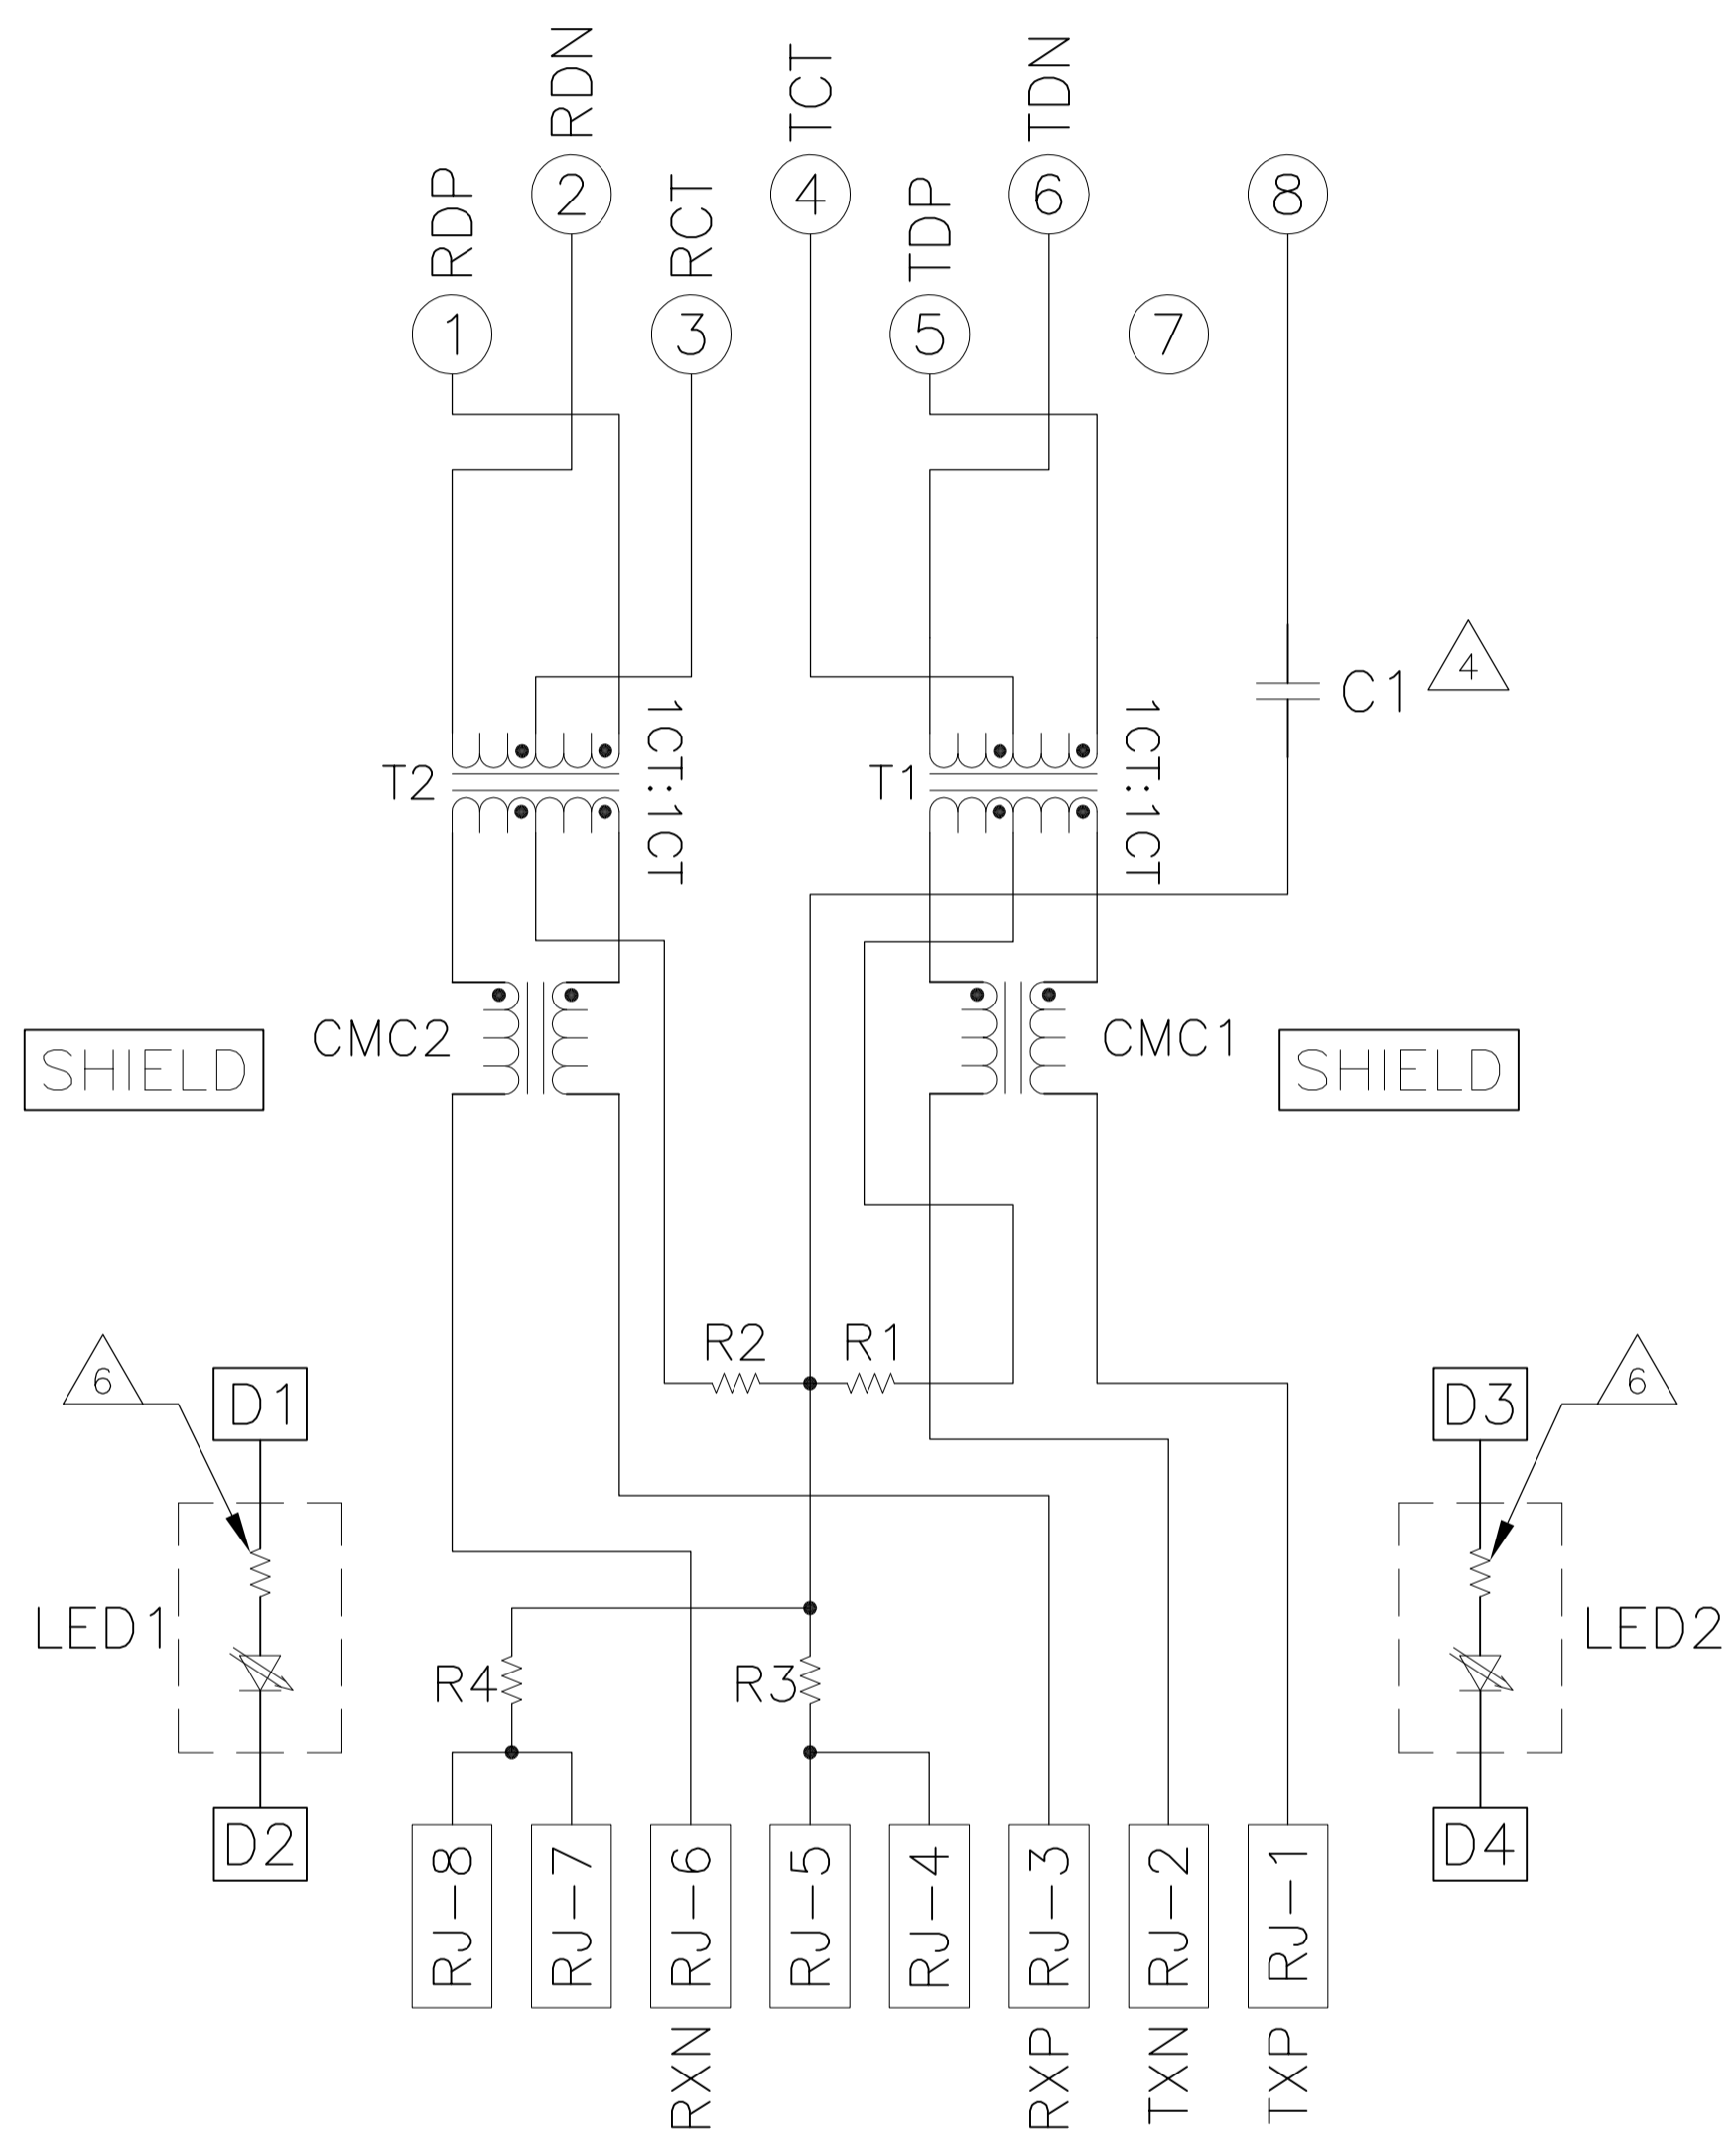 RDN
TCT
TDN
2
4
6
8
RDP
RCT
TDP
1
3
5
7
4
C1
1CT:1CT
1CT:1CT
T2
T1
CMC2
CMC1
SHIELD
SHIELD
R2
R1
6
6
D1
D3
LED1
LED2
R4
R3
D2
D4
RJ-8
RJ-7
RJ-6
RJ-5
RJ-4
RJ-3
RJ-2
RJ-1
RXN
RXP
TXN
TXP